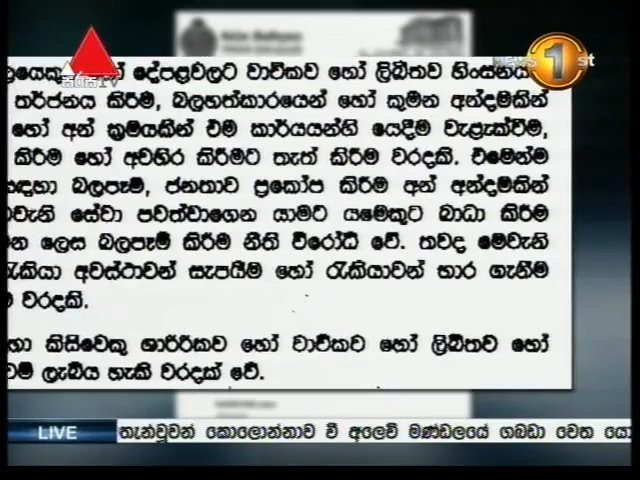 සිරස TV
News 1st
දේපළවලට වාචිකව හෝ ලිඛිතව හිංසනය
තර්ජනය කිරීම, බලහත්කාරයෙන් හෝ කුමන අන්දමකින්
හෝ අන් ක්‍රමයකින් එම කාර්යයන්හි යෙදීම වැළැක්වීම,
කිරීම හෝ අවහිර කිරීමට තැත් කිරීම වරදකි. එමෙන්ම
බලපෑම්, ජනතාව ප්‍රකෝප කිරීම අන් අන්දමකින්
සේවා පවත්වාගෙන යාමට යමෙකුට බාධා කිරීම
ලෙස බලපෑම් කිරීම නීති විරෝධී වේ. තවද මෙවැනි
රැකියා අවස්ථාවන් සැපයීම හෝ රැකියාවන් භාර ගැනීම
වරදකි.
කිසිවෙකු ශාරීරිකව හෝ වාචිකව හෝ ලිඛිතව හෝ
ලැබිය හැකි වරදක් වේ.
LIVE
තැන්වූවන් කොලොන්නාව වී අලෙවි මණ්ඩලයේ ගබඩා වෙත